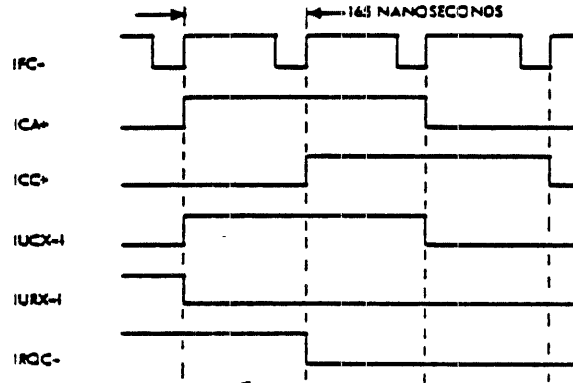 165 NANOSECONDS
IFC-
ICA+
ICC+
IUCX-I
IURX-I
IRQC-